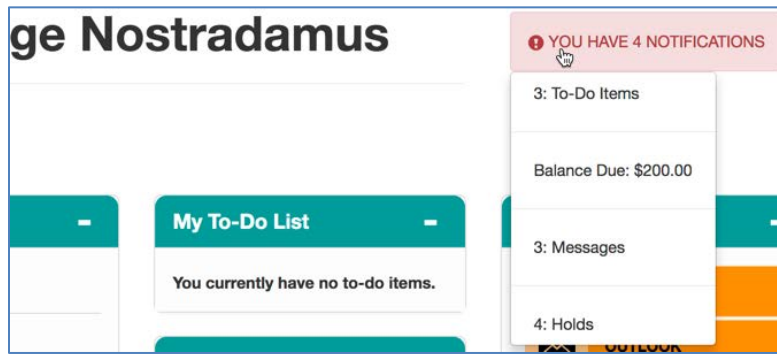 ge Nostradamus
YOU HAVE 4 NOTIFICATIONS
3: To-Do Items
Balance Due: $200.00
My To-Do List
3: Messages
You currently have no to-do items.
4: Holds
OUTLOOK